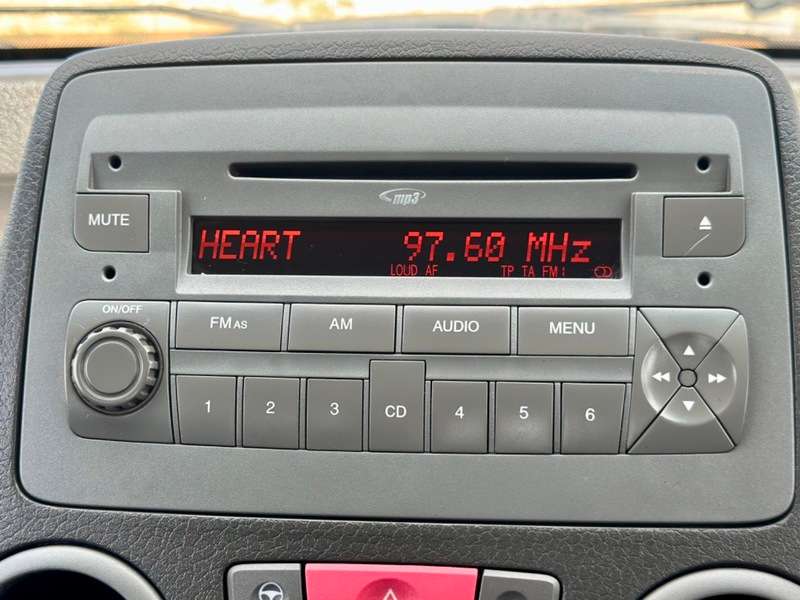 mp3
MUTE
HEART 97.60 MHz
LOUD AF TP TA FM1
ON/OFF
FM AS AM AUDIO MENU
1 2 3 CD 4 5 6